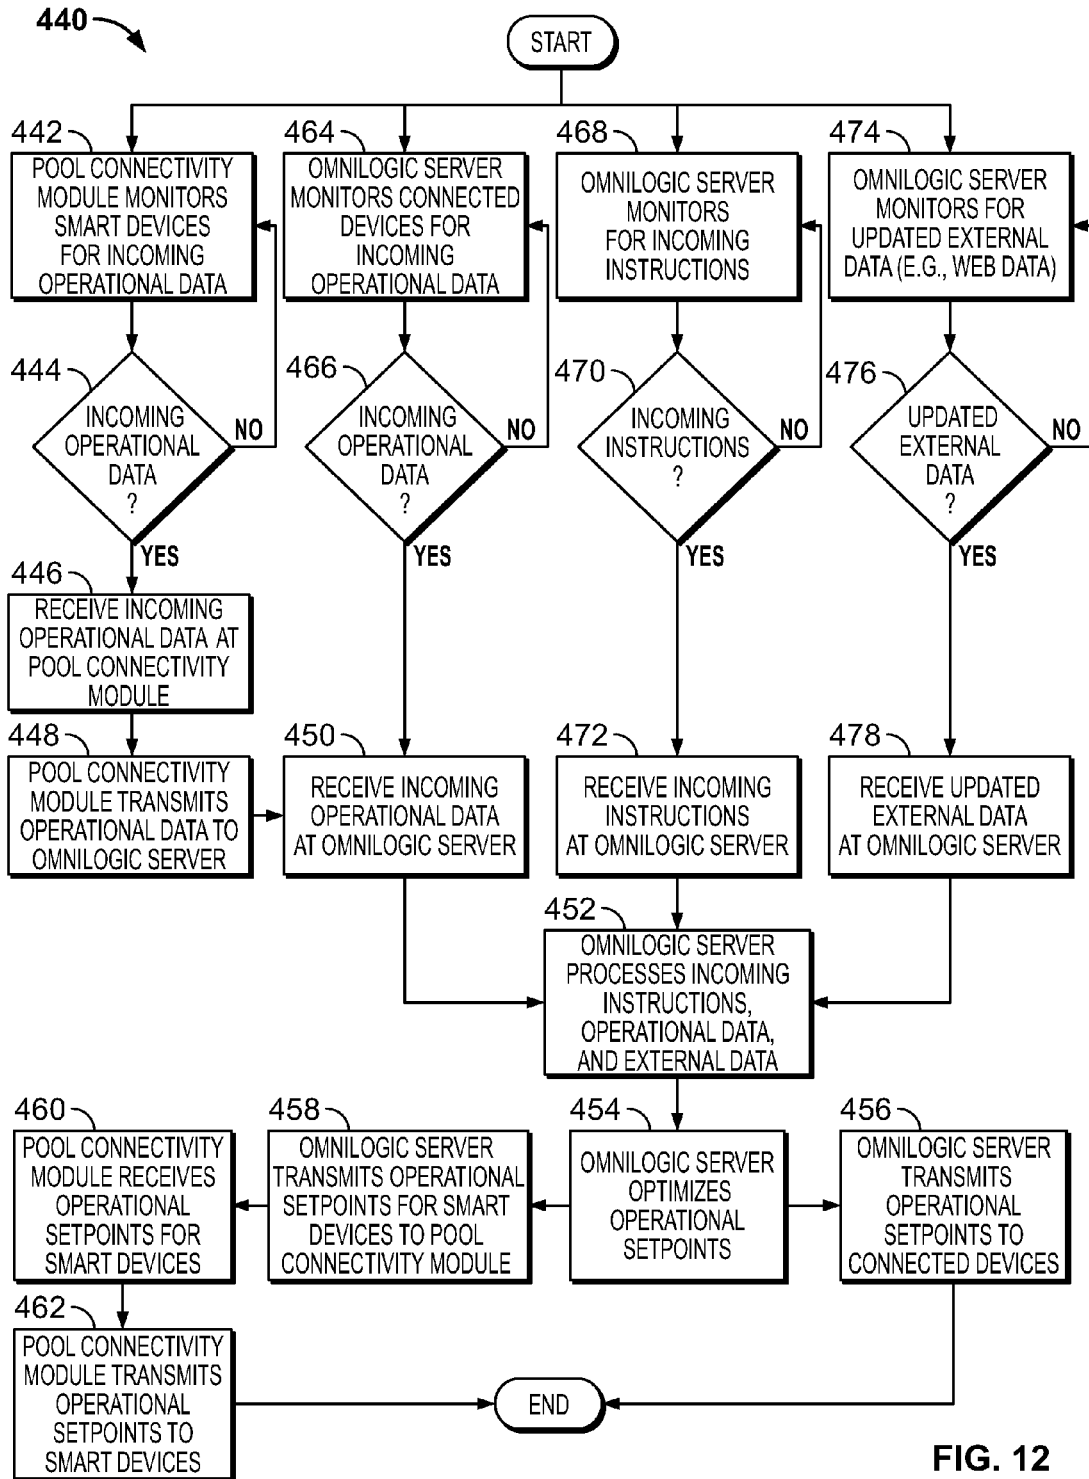 440
START
442
POOL CONNECTIVITY
MODULE MONITORS
SMART DEVICES
FOR INCOMING
OPERATIONAL DATA
464
OMNILOGIC SERVER
MONITORS CONNECTED
DEVICES FOR
INCOMING
OPERATIONAL DATA
468
OMNILOGIC SERVER
MONITORS
FOR INCOMING
INSTRUCTIONS
474
OMNILOGIC SERVER
MONITORS FOR
UPDATED EXTERNAL
DATA (E.G., WEB DATA)
444
INCOMING
OPERATIONAL
DATA
?
NO
YES
466
INCOMING
OPERATIONAL
DATA
?
NO
YES
470
INCOMING
INSTRUCTIONS
?
NO
YES
476
UPDATED
EXTERNAL
DATA
?
NO
YES
446
RECEIVE INCOMING
OPERATIONAL DATA AT
POOL CONNECTIVITY
MODULE
448
POOL CONNECTIVITY
MODULE TRANSMITS
OPERATIONAL DATA TO
OMNILOGIC SERVER
450
RECEIVE INCOMING
OPERATIONAL DATA
AT OMNILOGIC SERVER
472
RECEIVE INCOMING
INSTRUCTIONS
AT OMNILOGIC SERVER
478
RECEIVE UPDATED
EXTERNAL DATA
AT OMNILOGIC SERVER
452
OMNILOGIC SERVER
PROCESSES INCOMING
INSTRUCTIONS,
OPERATIONAL DATA,
AND EXTERNAL DATA
460
POOL CONNECTIVITY
MODULE RECEIVES
OPERATIONAL
SETPOINTS FOR
SMART DEVICES
458
OMNILOGIC SERVER
TRANSMITS OPERATIONAL
SETPOINTS FOR SMART
DEVICES TO POOL
CONNECTIVITY MODULE
454
OMNILOGIC SERVER
OPTIMIZES
OPERATIONAL
SETPOINTS
456
OMNILOGIC SERVER
TRANSMITS
OPERATIONAL
SETPOINTS TO
CONNECTED DEVICES
462
POOL CONNECTIVITY
MODULE TRANSMITS
OPERATIONAL
SETPOINTS TO
SMART DEVICES
END
FIG. 12